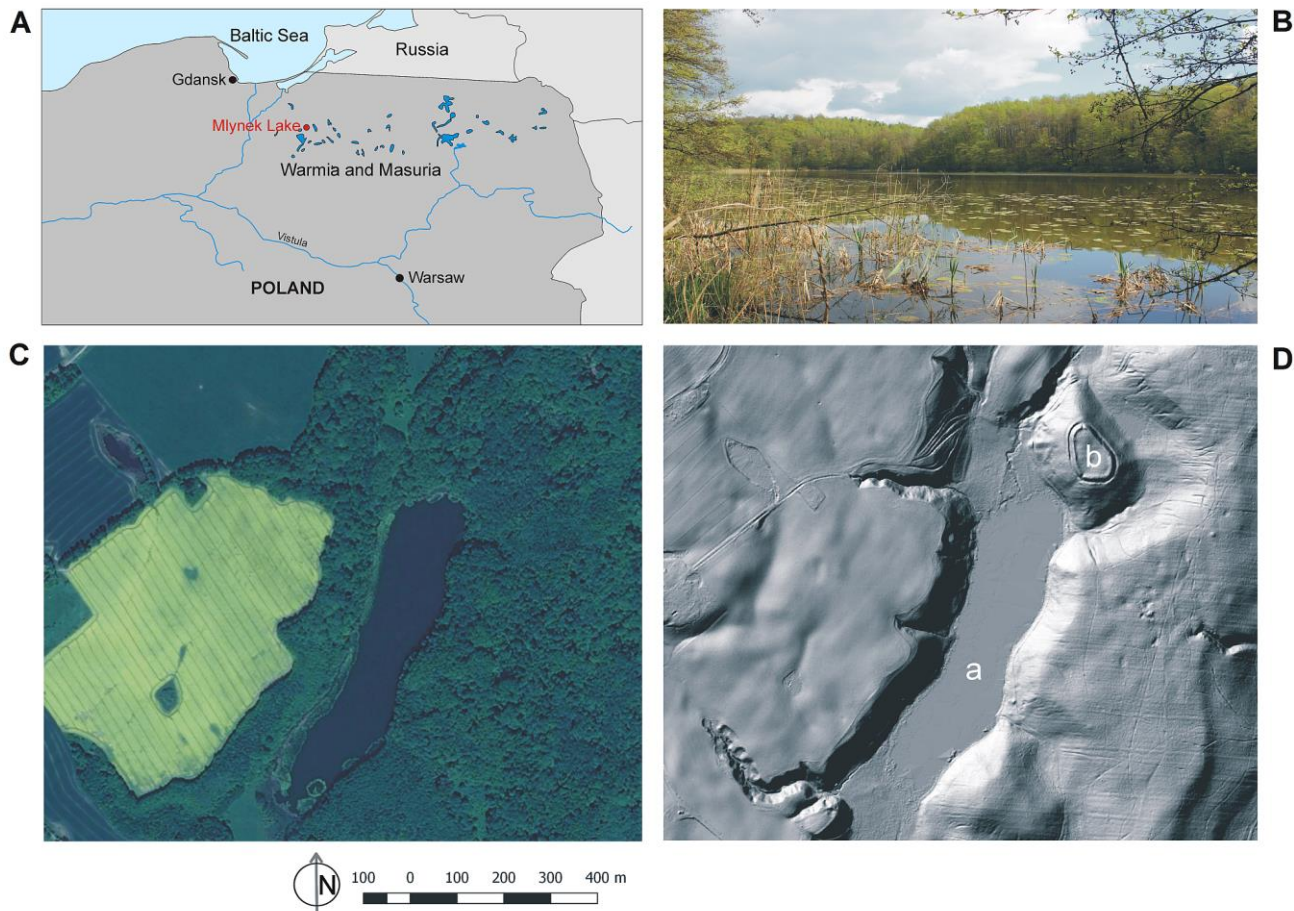 A
Baltic Sea
Russia
Gdansk
Mlynek Lake
Warmia and Masuria
Vistula
POLAND
Warsaw
B
C
D
b
a
N
100 0 100 200 300 400 m